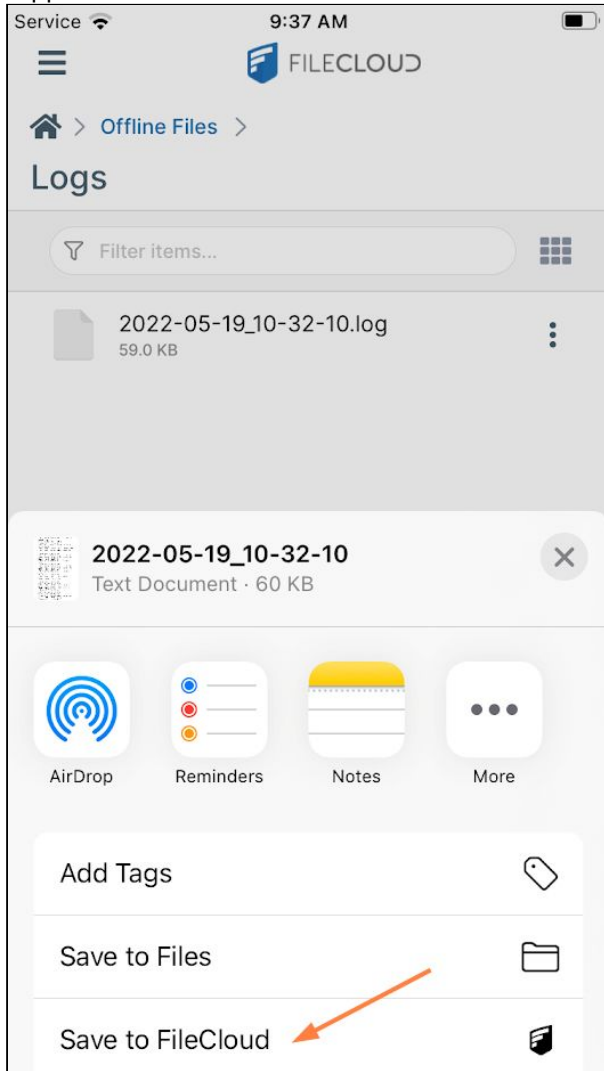 Service 9:37 AM
FILECLOUD
> Offline Files >
Logs
Filter items...
2022-05-19_10-32-10.log
59.0 KB
2022-05-19_10-32-10
Text Document · 60 KB
AirDrop Reminders Notes More
Add Tags
Save to Files
Save to FileCloud